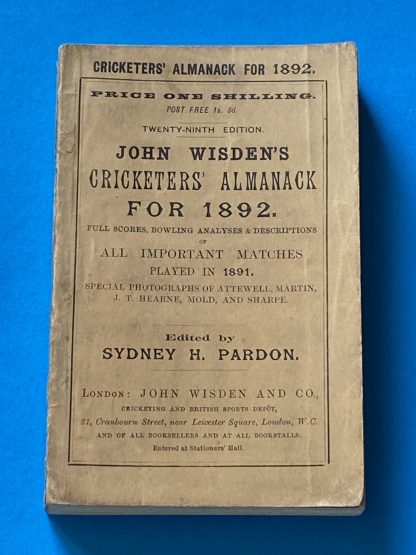 CRICKETERS' ALMANACK FOR 1892.
PRICE ONE SHILLING.
POST FREE 1s. 3d.
TWENTY-NINTH EDITION.
JOHN WISDEN'S
CRICKETERS' ALMANACK
FOR 1892.
FULL SCORES, BOWLING ANALYSES & DESCRIPTIONS
OF
ALL IMPORTANT MATCHES
PLAYED IN 1891.
SPECIAL PHOTOGRAPHS OF ATTEWELL, MARTIN,
J. T. HEARNE, MOLD, AND SHARPE.
Edited by
SYDNEY H. PARDON.
LONDON: JOHN WISDEN AND CO.,
CRICKETING AND BRITISH SPORTS DEPÔT,
21, Cranbourn Street, near Leicester Square, London, W.C.
AND OF ALL BOOKSELLERS AND AT ALL BOOKSTALLS.
Entered at Stationers' Hall.